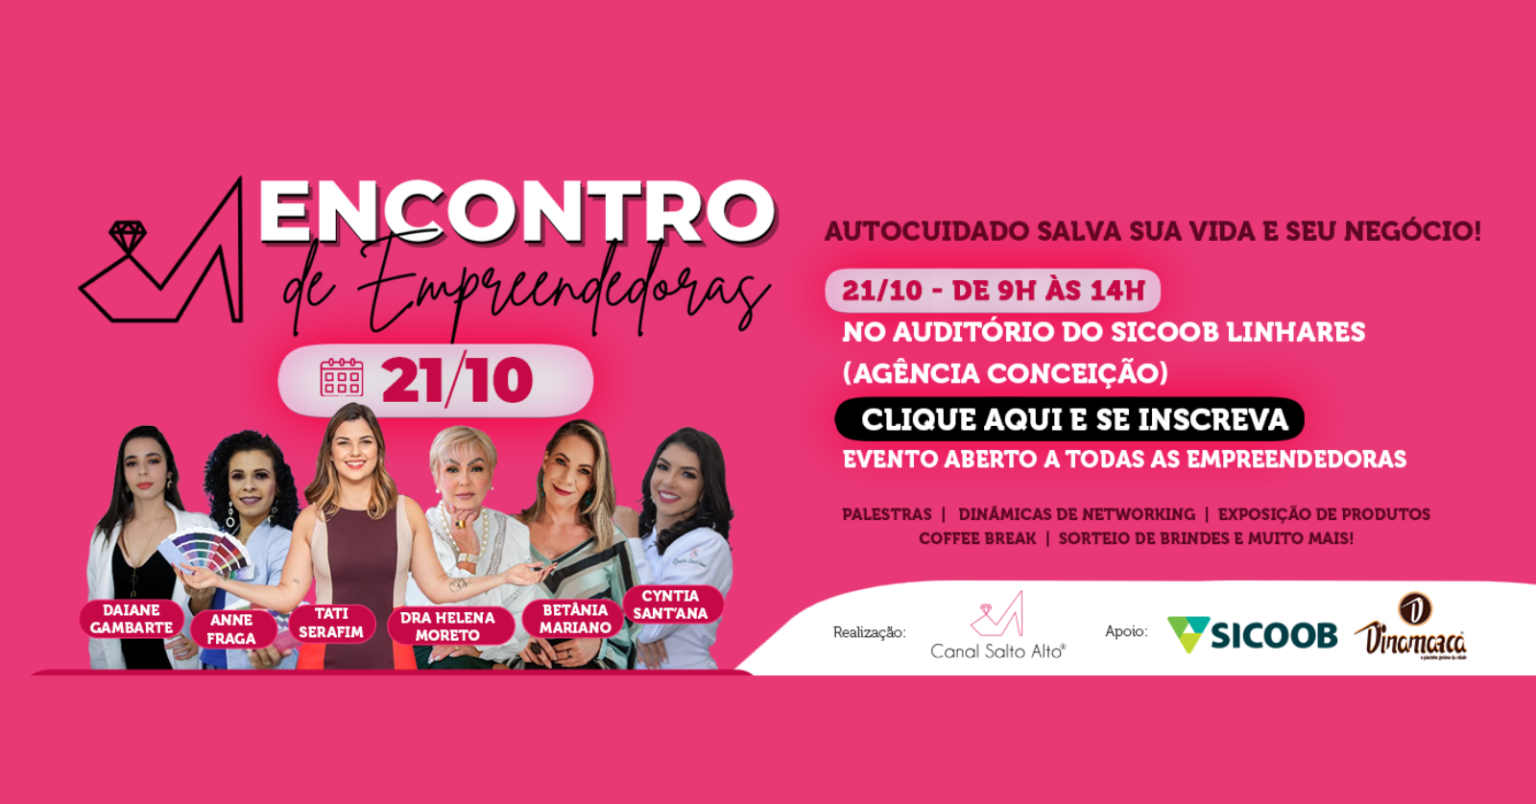 ENCONTRO
de Empreendedoras
21/10
DAIANE
GAMBARTE
ANNE
FRAGA
TATI
SERAFIM
DRA HELENA
MORETO
BETÂNIA
MARIANO
CYNTIA
SANT'ANA
AUTOCUIDADO SALVA SUA VIDA E SEU NEGÓCIO!
21/10 - DE 9H ÀS 14H
NO AUDITÓRIO DO SICOOB LINHARES
(AGÊNCIA CONCEIÇÃO)
CLIQUE AQUI E SE INSCREVA
EVENTO ABERTO A TODAS AS EMPREENDEDORAS
PALESTRAS | DINÂMICAS DE NETWORKING | EXPOSIÇÃO DE PRODUTOS
COFFEE BREAK | SORTEIO DE BRINDES E MUITO MAIS!
Realização:
Canal Salto Alto®
Apoio:
SICOOB
D
Dinamaca